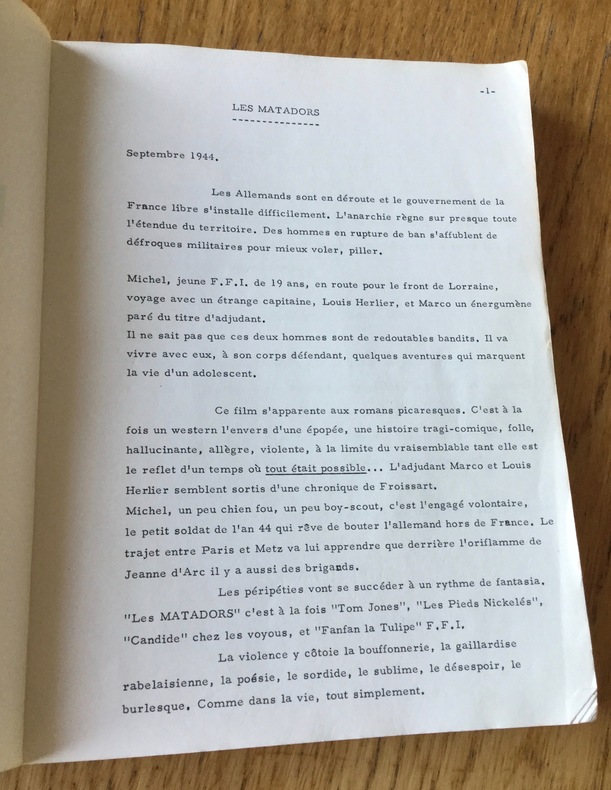 -1-
LES MATADORS
Septembre 1944.
Les Allemands sont en déroute et le gouvernement de la
France libre s'installe difficilement. L'anarchie règne sur presque toute
l'étendue du territoire. Des hommes en rupture de ban s'affublent de
défroques militaires pour mieux voler, piller.
Michel, jeune F.F.I. de 19 ans, en route pour le front de Lorraine,
voyage avec un étrange capitaine, Louis Herlier, et Marco un énergumène
paré du titre d'adjudant.
Il ne sait pas que ces deux hommes sont de redoutables bandits. Il va
vivre avec eux, à son corps défendant, quelques aventures qui marquent
la vie d'un adolescent.
Ce film s'apparente aux romans picaresques. C'est à la
fois un western l'envers d'une épopée, une histoire tragi-comique, folle,
hallucinante, allègre, violente, à la limite du vraisemblable tant elle est
le reflet d'un temps où tout était possible... L'adjudant Marco et Louis
Herlier semblent sortis d'une chronique de Froissart.
Michel, un peu chien fou, un peu boy-scout, c'est l'engagé volontaire,
le petit soldat de l'an 44 qui rêve de bouter l'allemand hors de France. Le
trajet entre Paris et Metz va lui apprendre que derrière l'oriflamme de
Jeanne d'Arc il y a aussi des brigands.
Les péripéties vont se succéder à un rythme de fantasia.
"Les MATADORS" c'est à la fois "Tom Jones", "Les Pieds Nickelés",
"Candide" chez les voyous, et "Fanfan la Tulipe" F.F.I.
La violence y côtoie la bouffonnerie, la gaillardise
rabelaisienne, la poésie, le sordide, le sublime, le désespoir, le
burlesque. Comme dans la vie, tout simplement.